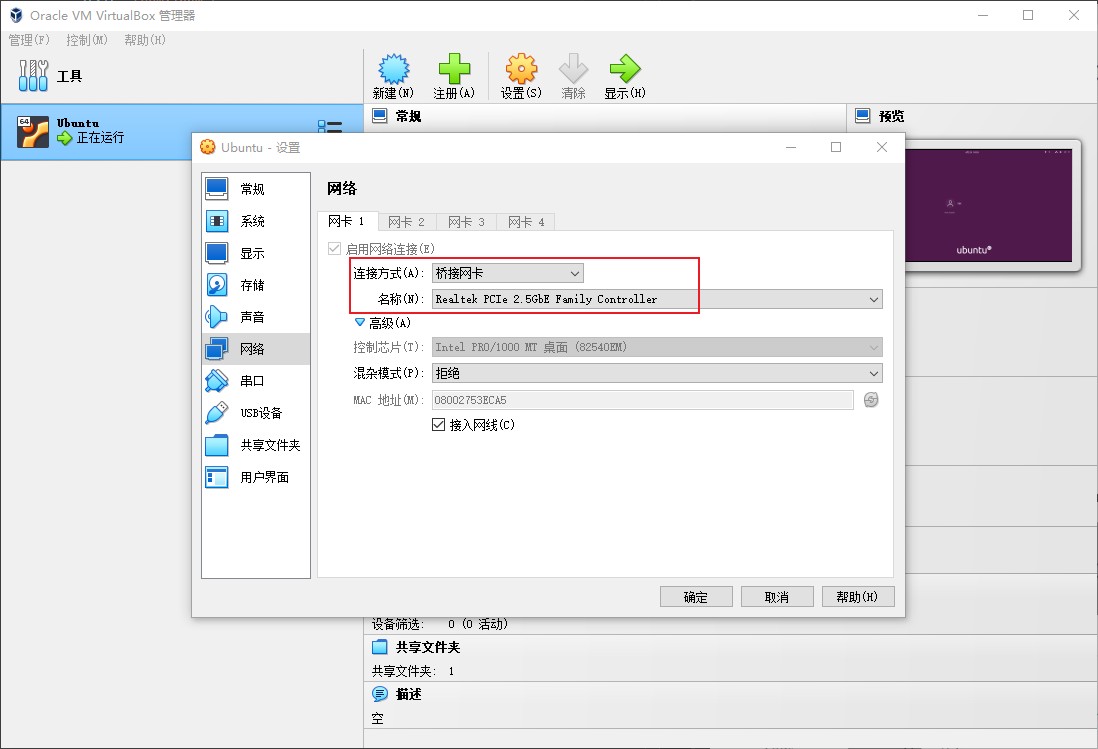 Oracle VM VirtualBox 管理器
管理(F) 控制(M) 帮助(H)
工具
新建(N) 注册(A) 设置(S) 清除 显示(H)
64
Ubuntu
正在运行
常规
预览
ubuntu®
Ubuntu - 设置
常规
系统
显示
存储
声音
网络
串口
USB设备
共享文件夹
用户界面
网络
网卡 1 网卡 2 网卡 3 网卡 4
启用网络连接(E)
连接方式(A): 桥接网卡
名称(N): Realtek PCIe 2.5GbE Family Controller
高级(A)
控制芯片(T): Intel PRO/1000 MT 桌面 (82540EM)
混杂模式(P): 拒绝
MAC 地址(M): 08002753ECA5
接入网线(C)
确定 取消 帮助(H)
设备筛选: 0 (0 活动)
共享文件夹
共享文件夹: 1
描述
空